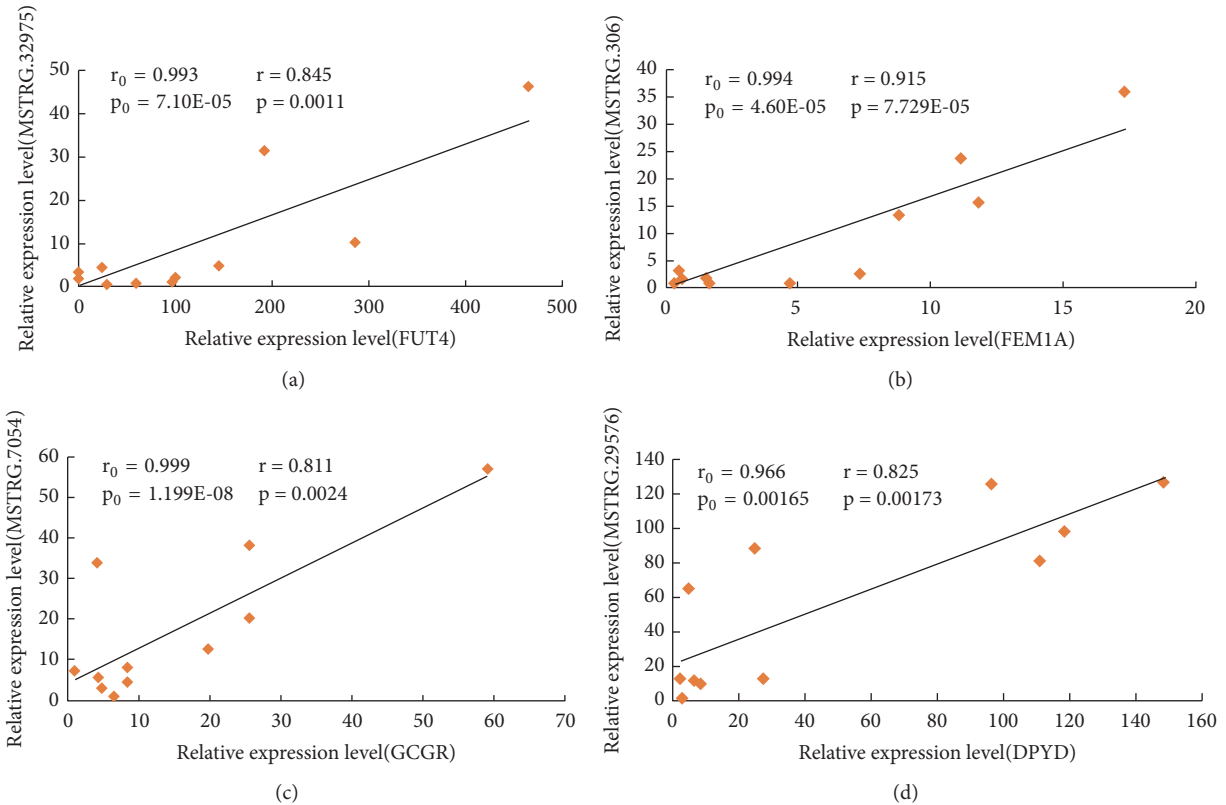 Relative expression level(MSTRG.32975)
r0 = 0.993 r = 0.845
p0 = 7.10E-05 p = 0.0011
50
40
30
20
10
0
0 100 200 300 400 500
Relative expression level(FUT4)
(a)
Relative expression level(MSTRG.306)
r0 = 0.994 r = 0.915
p0 = 4.60E-05 p = 7.729E-05
40
35
30
25
20
15
10
5
0
0 5 10 15 20
Relative expression level(FEM1A)
(b)
Relative expression level(MSTRG.7054)
r0 = 0.999 r = 0.811
p0 = 1.199E-08 p = 0.0024
60
50
40
30
20
10
0
0 10 20 30 40 50 60 70
Relative expression level(GCGR)
(c)
Relative expression level(MSTRG.29576)
r0 = 0.966 r = 0.825
p0 = 0.00165 p = 0.00173
140
120
100
80
60
40
20
0
0 20 40 60 80 100 120 140 160
Relative expression level(DPYD)
(d)